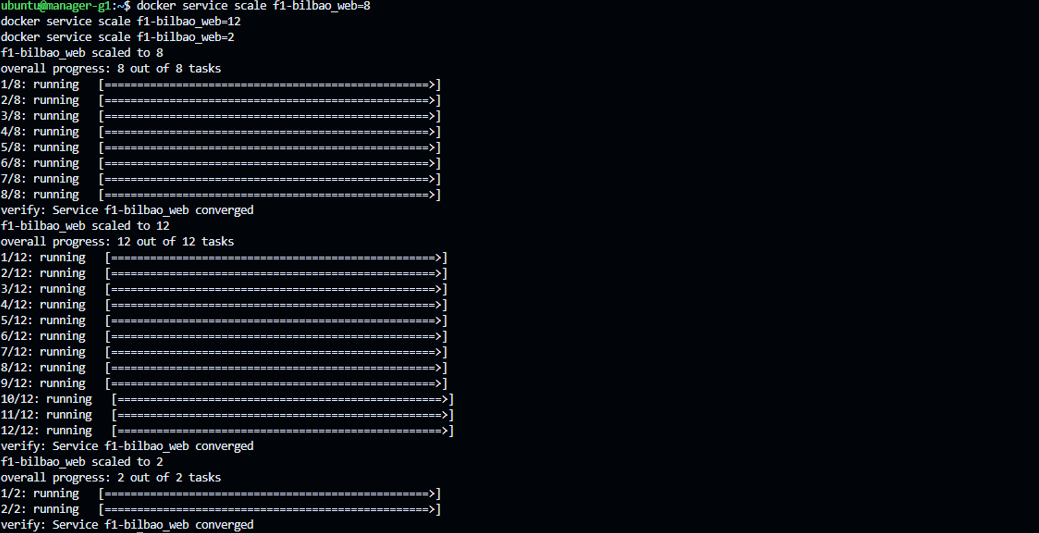 ubuntu@manager-g1:~$ docker service scale f1-bilbao_web=8
docker service scale f1-bilbao_web=12
docker service scale f1-bilbao_web=2
f1-bilbao_web scaled to 8
overall progress: 8 out of 8 tasks
1/8: running   [==================================================>]
2/8: running   [==================================================>]
3/8: running   [==================================================>]
4/8: running   [==================================================>]
5/8: running   [==================================================>]
6/8: running   [==================================================>]
7/8: running   [==================================================>]
8/8: running   [==================================================>]
verify: Service f1-bilbao_web converged
f1-bilbao_web scaled to 12
overall progress: 12 out of 12 tasks
1/12: running   [==================================================>]
2/12: running   [==================================================>]
3/12: running   [==================================================>]
4/12: running   [==================================================>]
5/12: running   [==================================================>]
6/12: running   [==================================================>]
7/12: running   [==================================================>]
8/12: running   [==================================================>]
9/12: running   [==================================================>]
10/12: running   [==================================================>]
11/12: running   [==================================================>]
12/12: running   [==================================================>]
verify: Service f1-bilbao_web converged
f1-bilbao_web scaled to 2
overall progress: 2 out of 2 tasks
1/2: running   [==================================================>]
2/2: running   [==================================================>]
verify: Service f1-bilbao_web converged